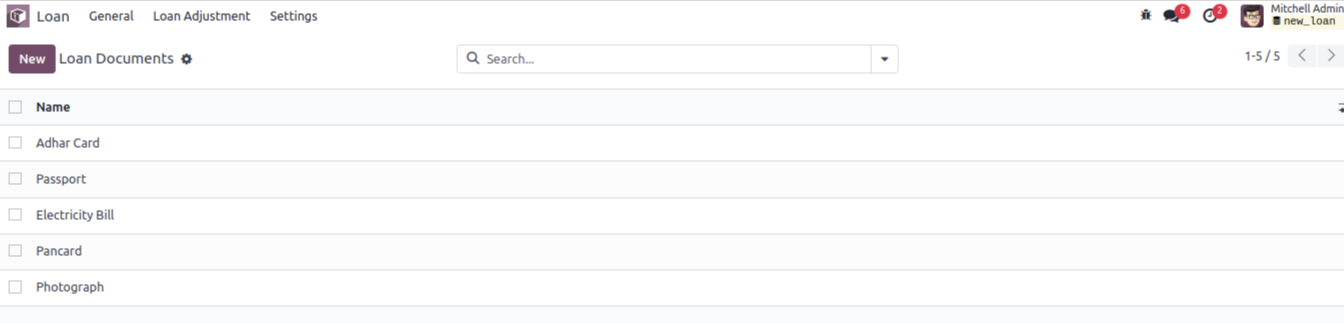 Loan General Loan Adjustment Settings 6 2 Mitchell Admin
new_loan
New Loan Documents Search... 1-5 / 5
Name
Adhar Card
Passport
Electricity Bill
Pancard
Photograph